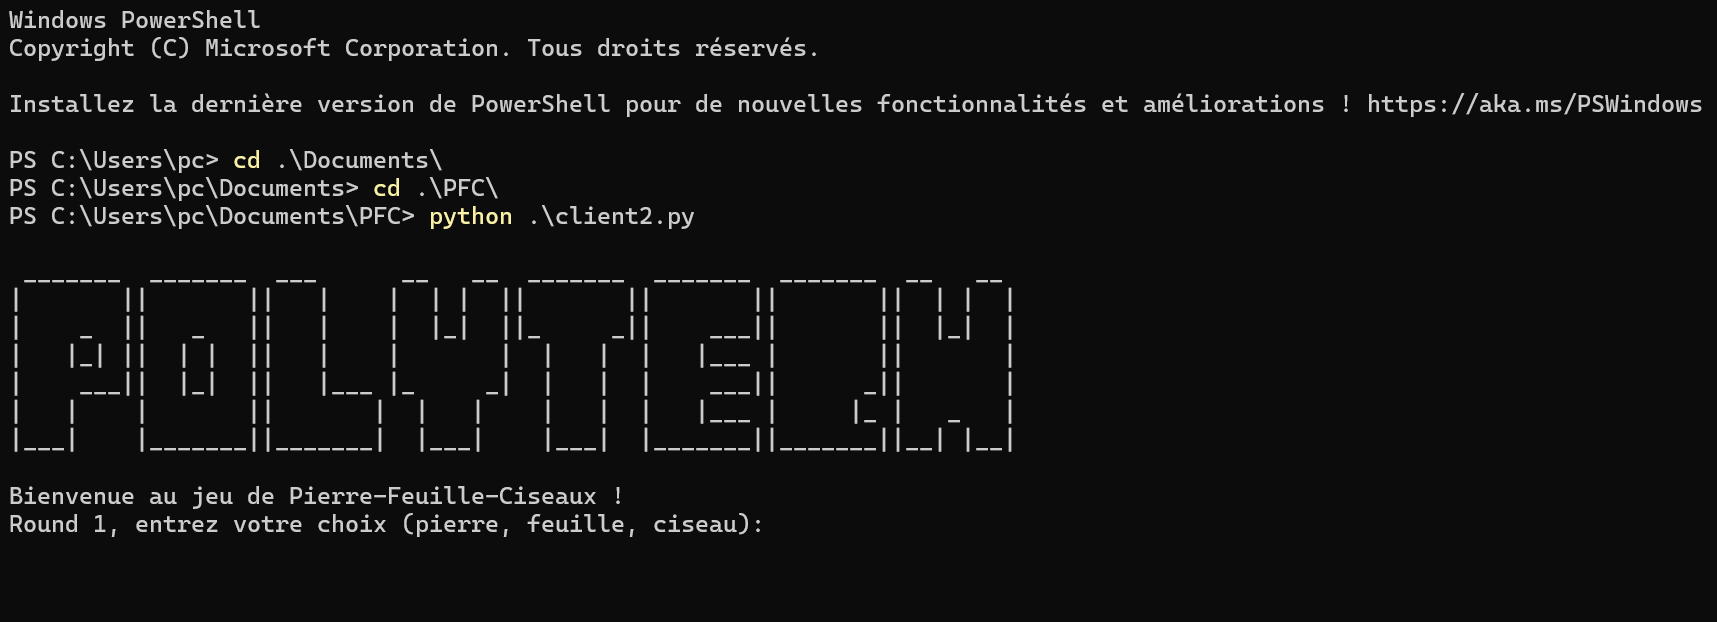 Windows PowerShell
Copyright (C) Microsoft Corporation. Tous droits réservés.
Installez la dernière version de PowerShell pour de nouvelles fonctionnalités et améliorations ! https://aka.ms/PSWindows
PS C:\Users\pc> cd .\Documents\
PS C:\Users\pc\Documents> cd .\PFC\
PS C:\Users\pc\Documents\PFC> python .\client2.py
POLYTECH
Bienvenue au jeu de Pierre-Feuille-Ciseaux !
Round 1, entrez votre choix (pierre, feuille, ciseau):